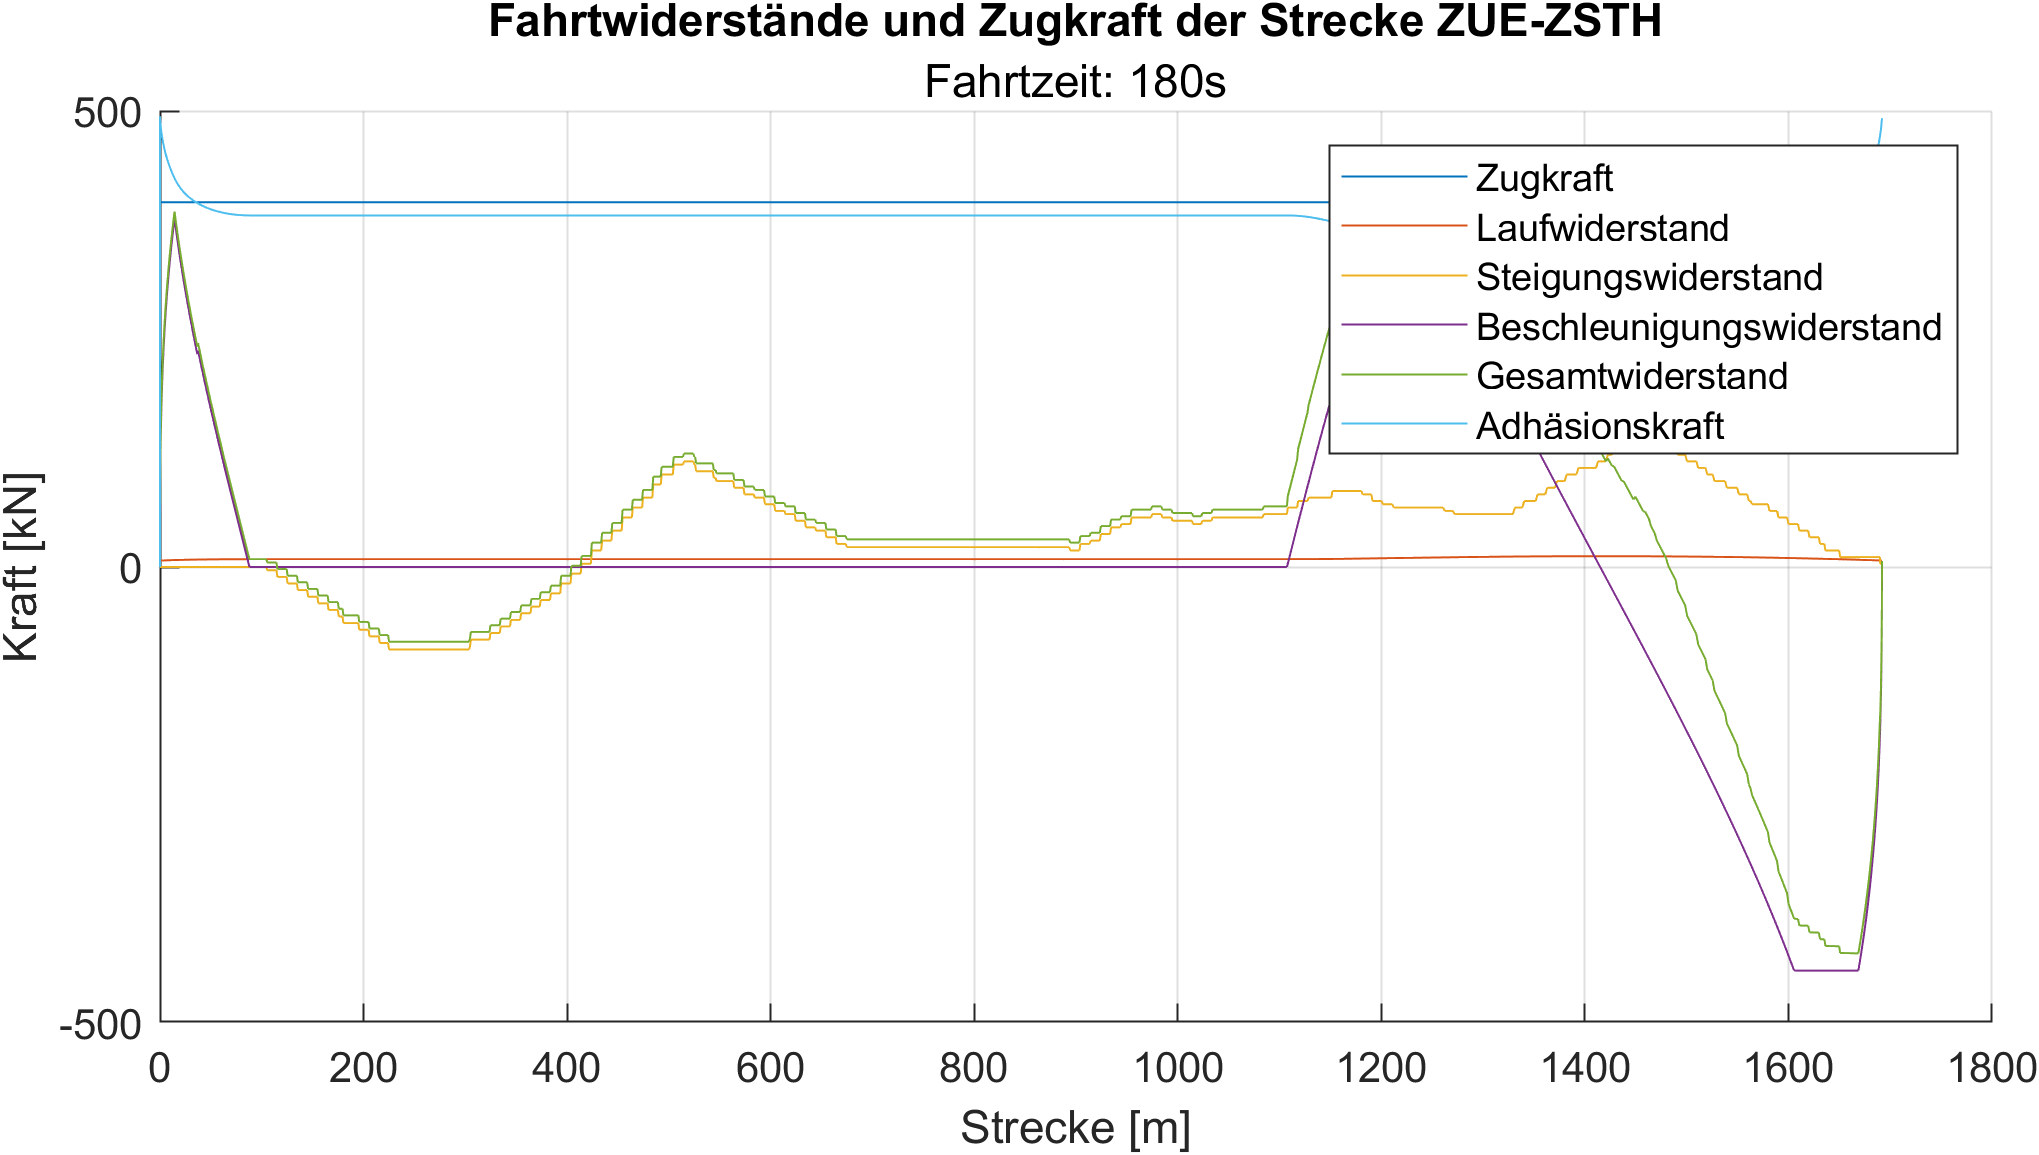 Fahrtwiderstände und Zugkraft der Strecke ZUE-ZSTH
Fahrtzeit: 180s
500
0
-500
Kraft [kN]
Zugkraft
Laufwiderstand
Steigungswiderstand
Beschleunigungswiderstand
Gesamtwiderstand
Adhäsionskraft
0 200 400 600 800 1000 1200 1400 1600 1800
Strecke [m]